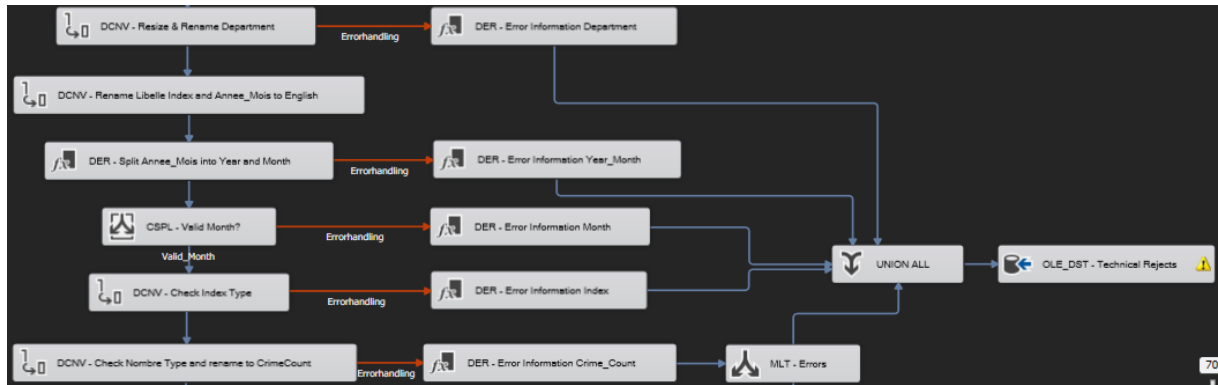 DCNV - Resize & Rename Department
Errorhandling
DER - Error Information Department
DCNV - Rename Libelle Index and Annee_Mois to English
DER - Split Annee_Mois into Year and Month
Errorhandling
DER - Error Information Year_Month
CSPL - Valid Month?
Errorhandling
DER - Error Information Month
Valid_Month
UNION ALL
OLE_DST - Technical Rejects
DCNV - Check Index Type
Errorhandling
DER - Error Information Index
DCNV - Check Nombre Type and rename to CrimeCount
Errorhandling
DER - Error Information Crime_Count
MLT - Errors
70